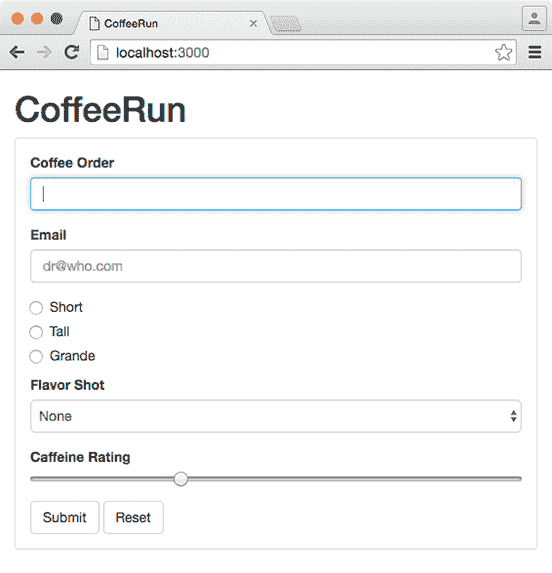 CoffeeRun
localhost:3000
CoffeeRun
Coffee Order
Email
dr@who.com
Short
Tall
Grande
Flavor Shot
None
Caffeine Rating
Submit Reset